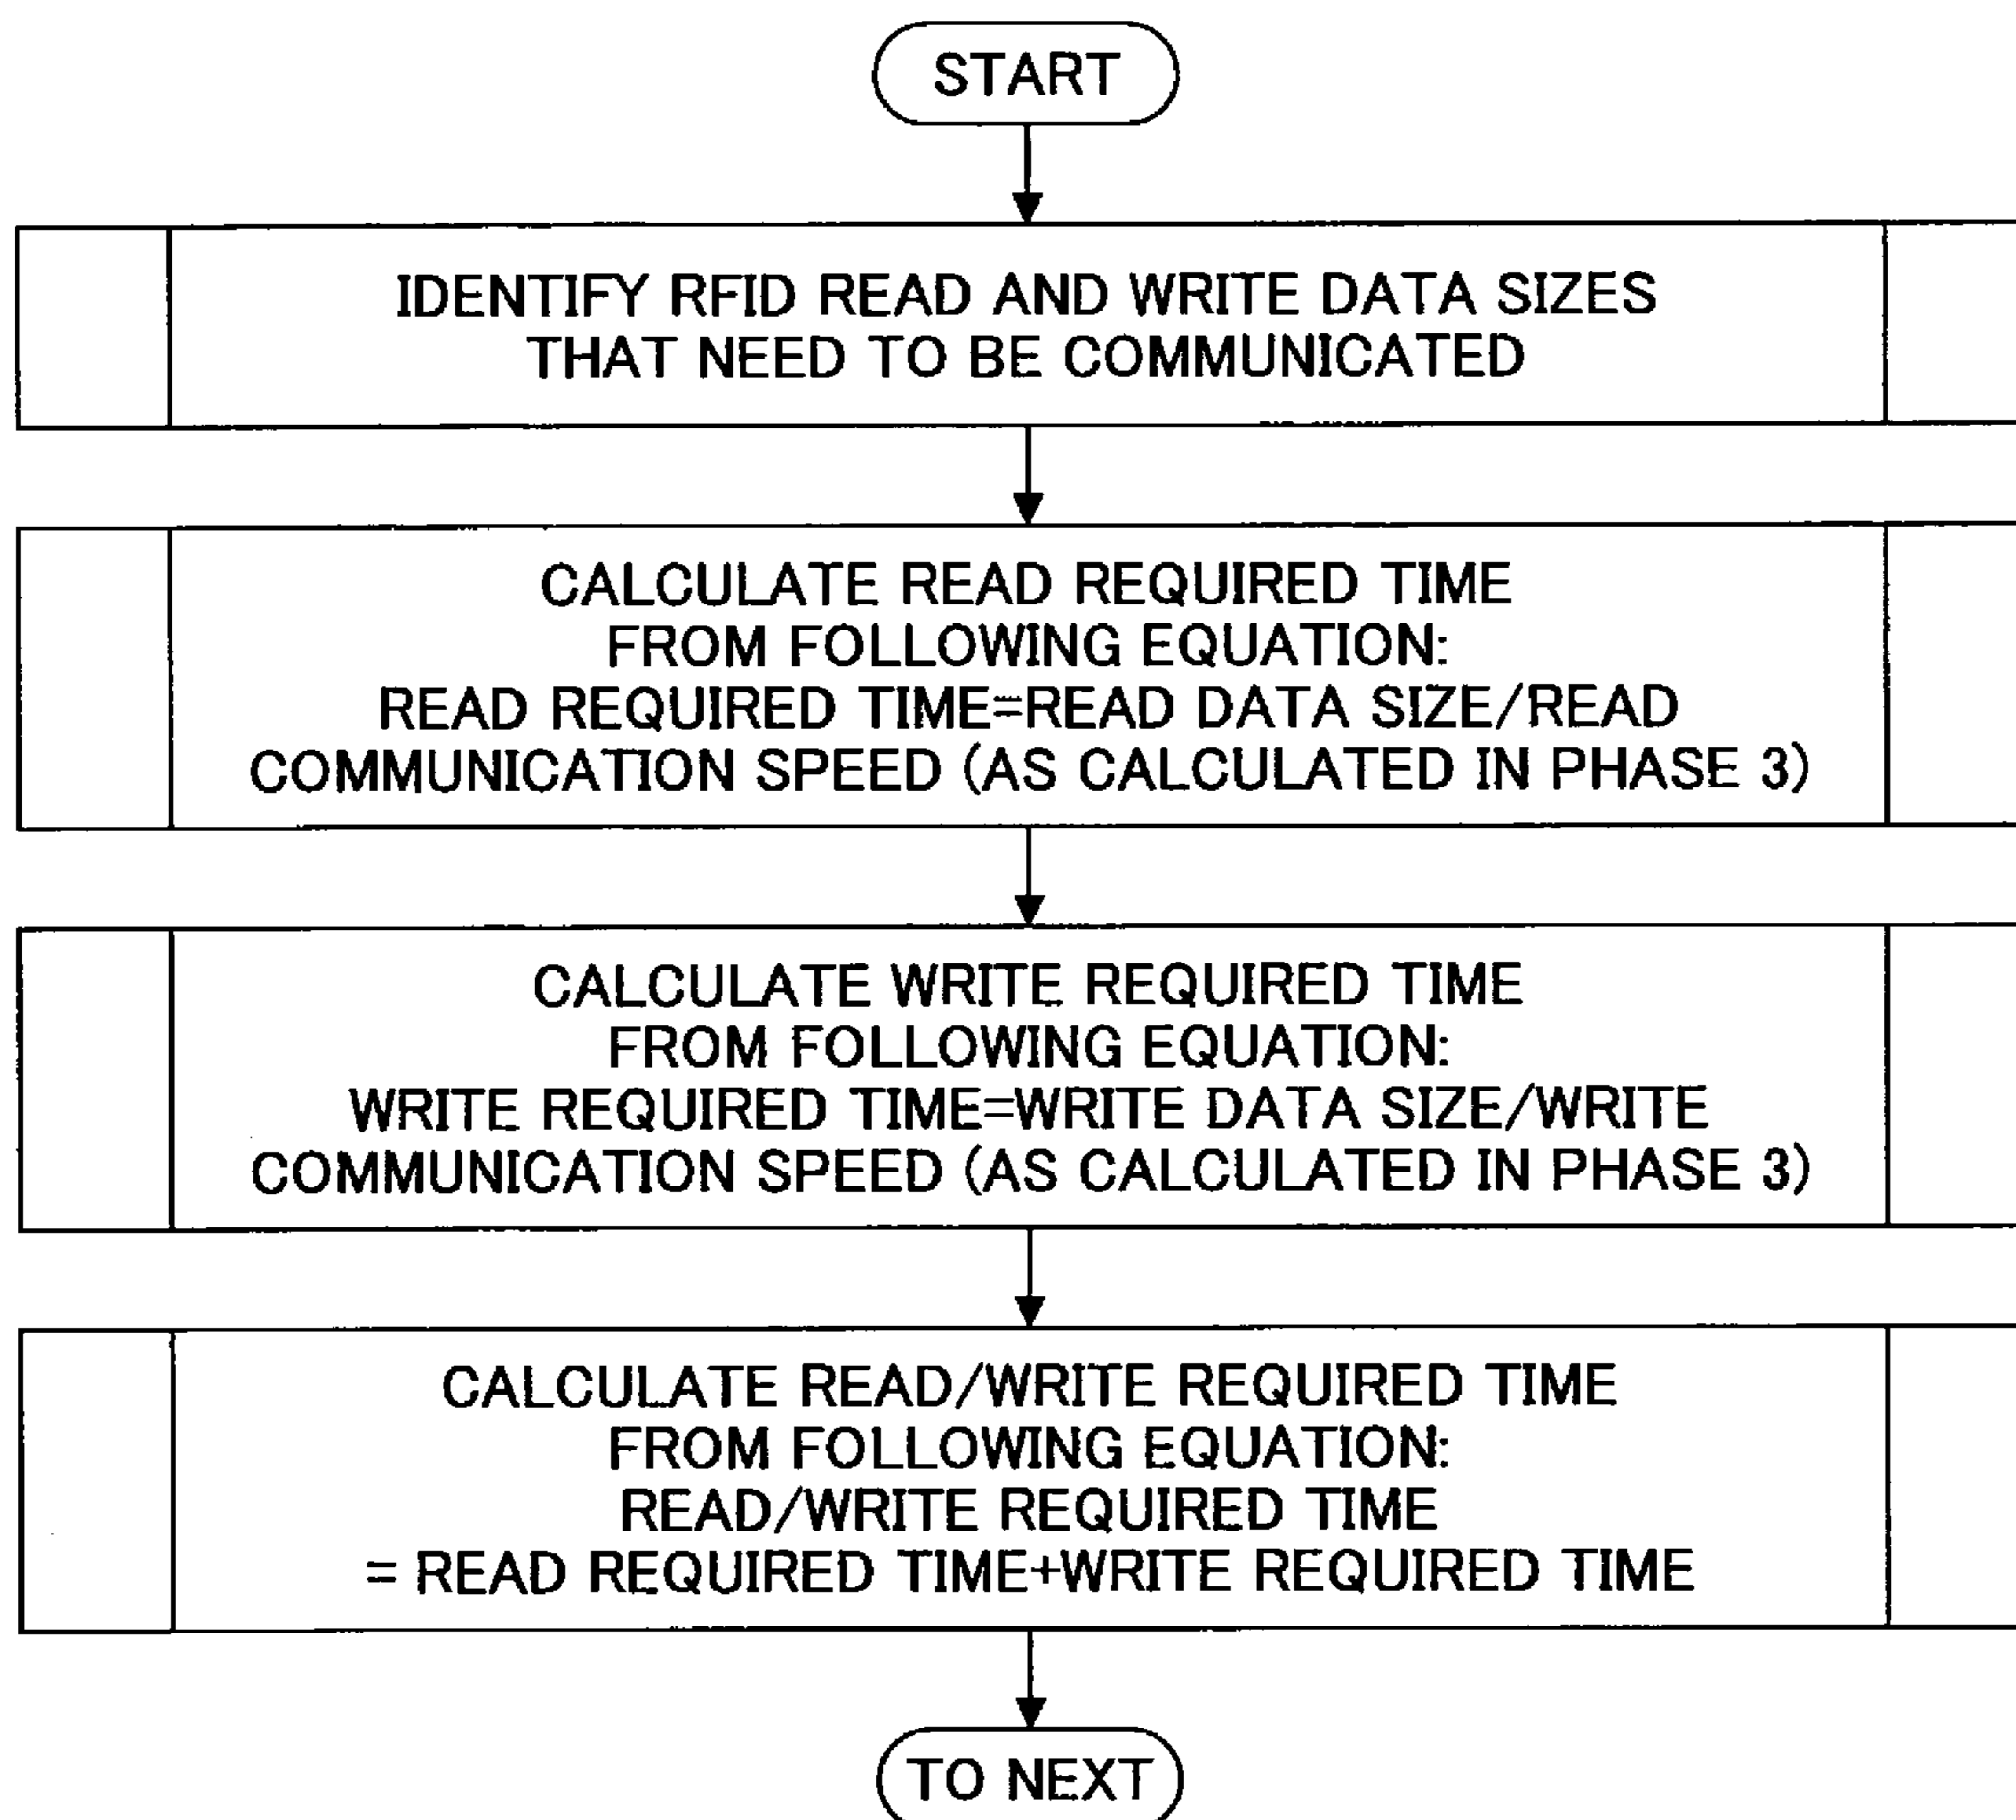 START
IDENTIFY RFID READ AND WRITE DATA SIZES
THAT NEED TO BE COMMUNICATED
CALCULATE READ REQUIRED TIME
FROM FOLLOWING EQUATION:
READ REQUIRED TIME=READ DATA SIZE/READ
COMMUNICATION SPEED (AS CALCULATED IN PHASE 3)
CALCULATE WRITE REQUIRED TIME
FROM FOLLOWING EQUATION:
WRITE REQUIRED TIME=WRITE DATA SIZE/WRITE
COMMUNICATION SPEED (AS CALCULATED IN PHASE 3)
CALCULATE READ/WRITE REQUIRED TIME
FROM FOLLOWING EQUATION:
READ/WRITE REQUIRED TIME
= READ REQUIRED TIME+WRITE REQUIRED TIME
TO NEXT